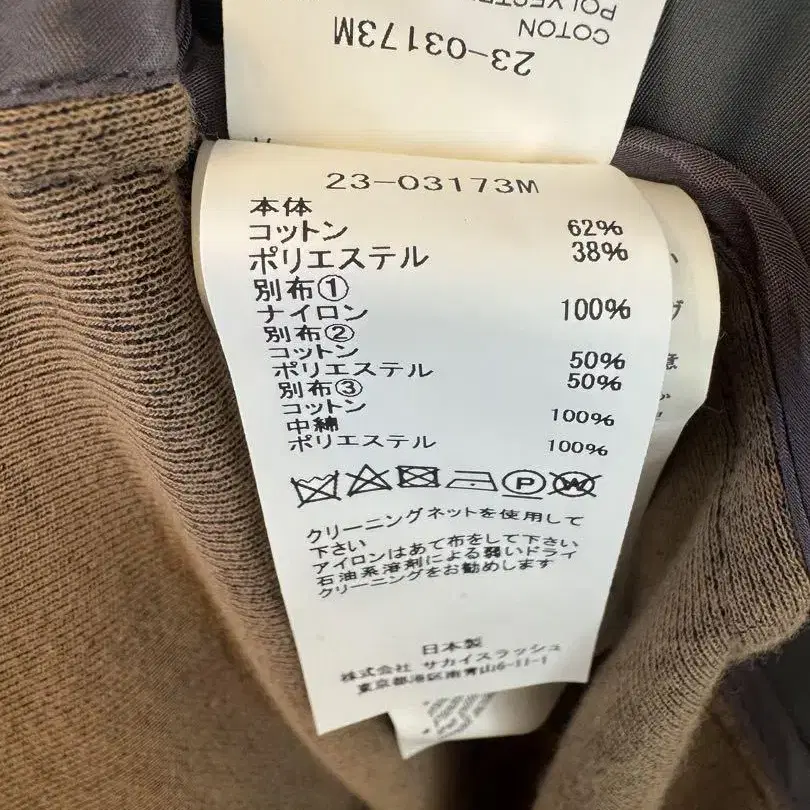 COTON
23-03173M
23-03173M
本体
コットン 62%
ポリエステル 38%
別布①
ナイロン 100%
別布②
コットン 50%
ポリエステル 50%
別布③
コットン 100%
中綿
ポリエステル 100%
P
W
クリーニングネットを使用して
下さい
アイロンはあて布をして下さい
石油系溶剤による弱いドライ
クリーニングをお勧めします
日本製
株式会社 サカイスラッシュ
東京都港区南青山6-11-1